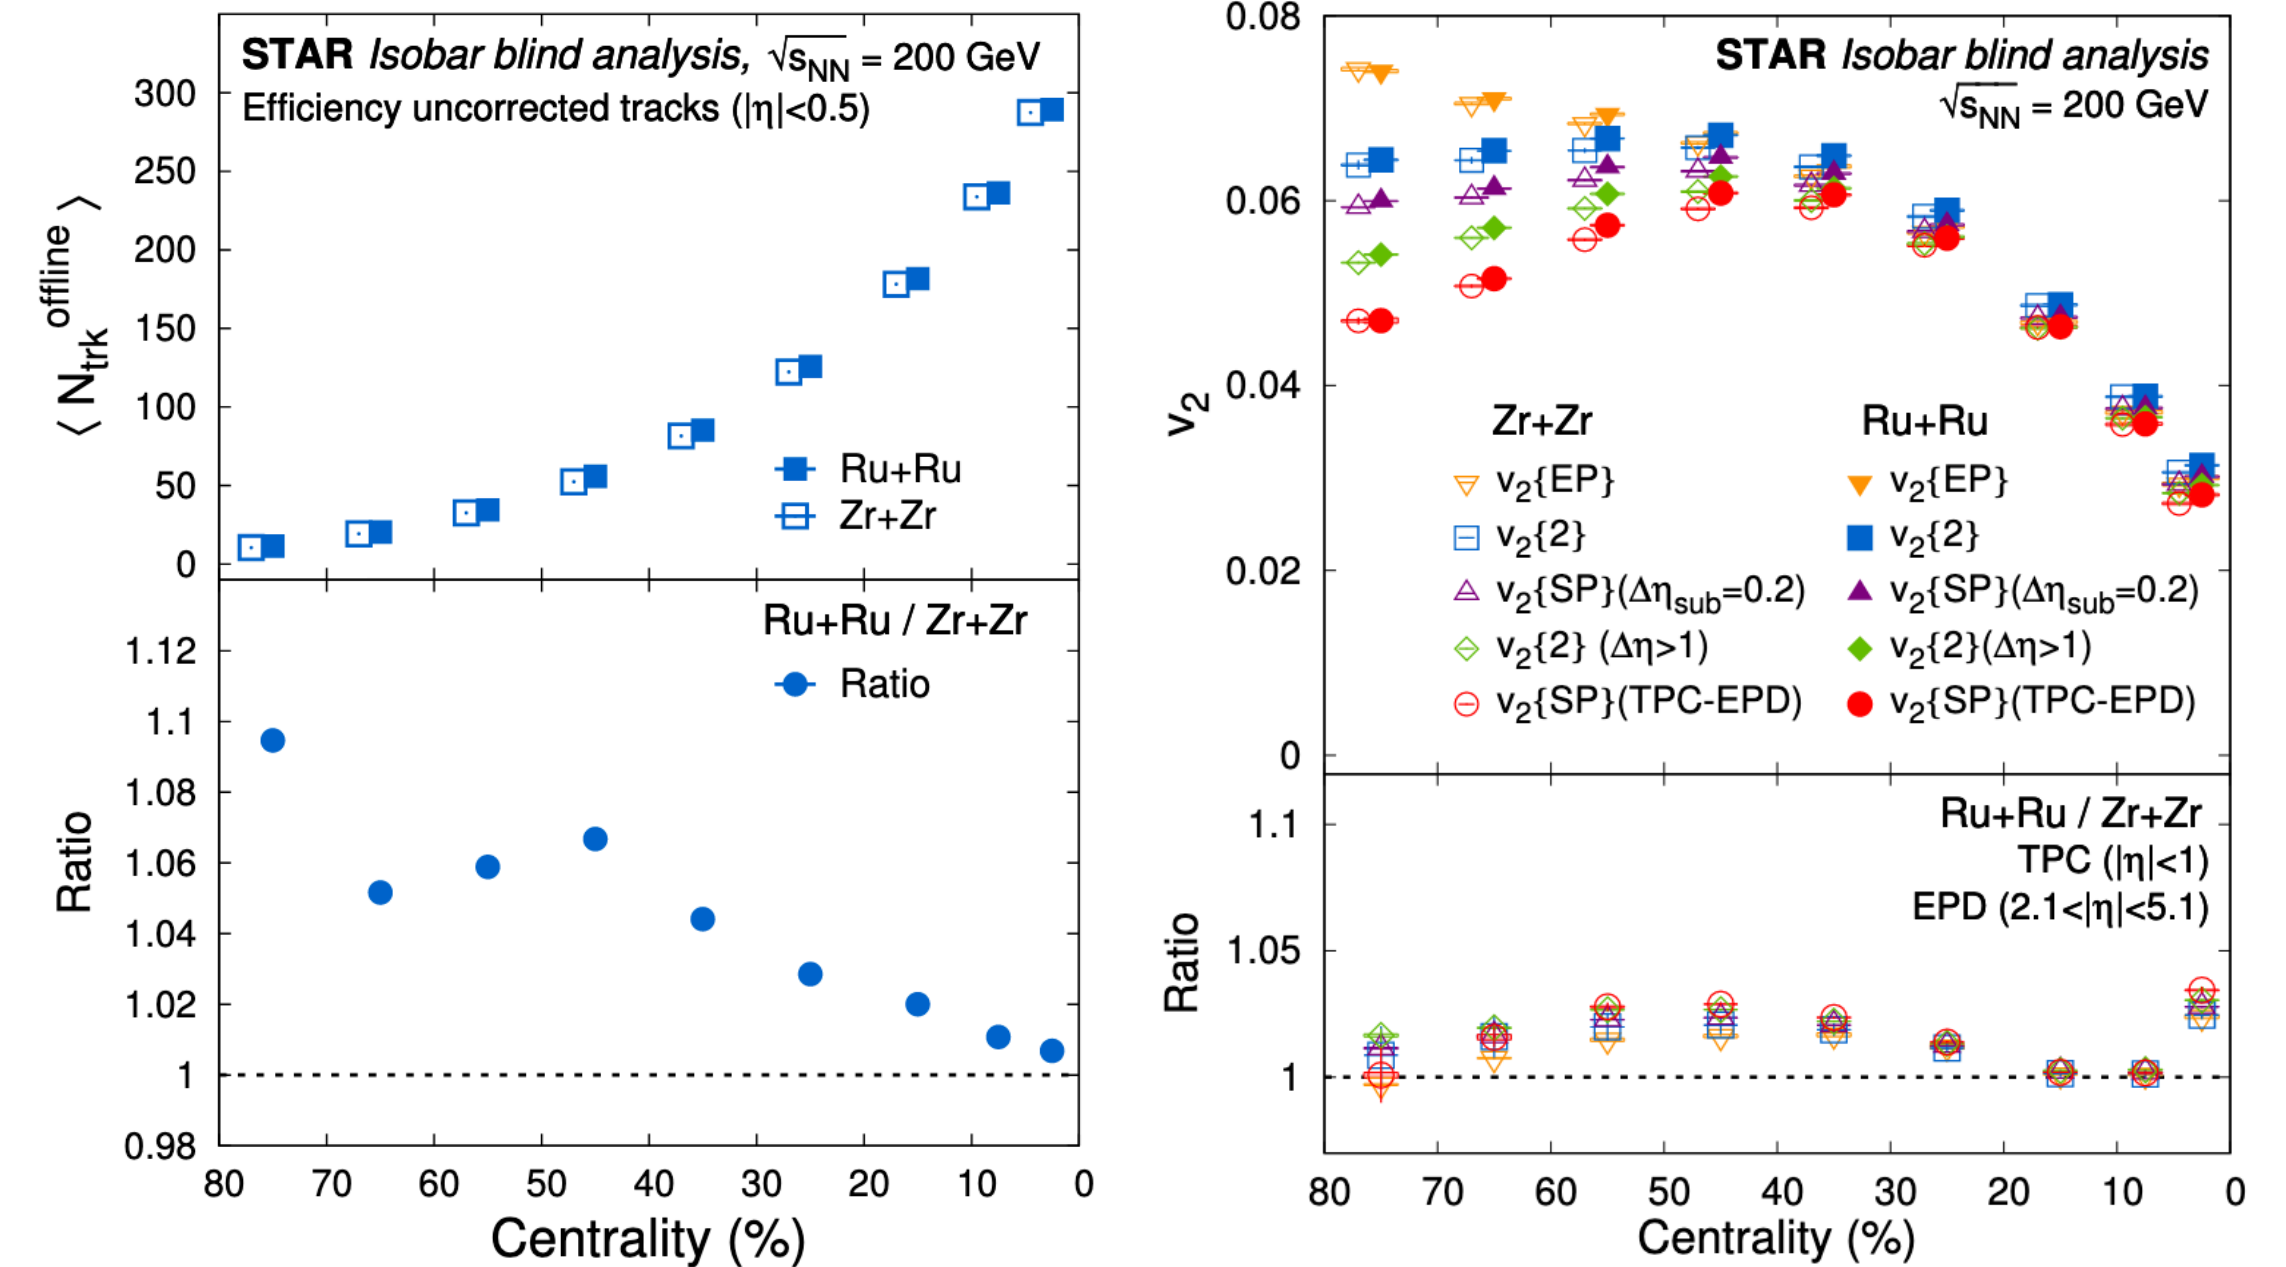 STAR Isobar blind analysis, √sNN = 200 GeV
Efficiency uncorrected tracks (|η|<0.5)
⟨ Ntrk^offline ⟩
300
250
200
150
100
50
0
Ru+Ru
Zr+Zr
Ru+Ru / Zr+Zr
Ratio
Ratio
1.12
1.1
1.08
1.06
1.04
1.02
1
0.98
80 70 60 50 40 30 20 10 0
Centrality (%)
STAR Isobar blind analysis
√sNN = 200 GeV
v2
0.08
0.06
0.04
0.02
0
Zr+Zr Ru+Ru
v2{EP} v2{EP}
v2{2} v2{2}
v2{SP}(Δηsub=0.2) v2{SP}(Δηsub=0.2)
v2{2} (Δη>1) v2{2}(Δη>1)
v2{SP}(TPC-EPD) v2{SP}(TPC-EPD)
Ru+Ru / Zr+Zr
TPC (|η|<1)
EPD (2.1<|η|<5.1)
Ratio
1.1
1.05
1
80 70 60 50 40 30 20 10 0
Centrality (%)